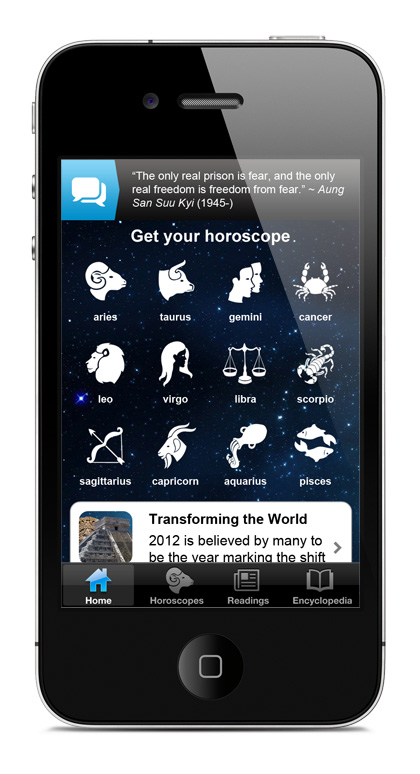 “The only real prison is fear, and the only
real freedom is freedom from fear.” ~ Aung
San Suu Kyi (1945-)
Get your horoscope
aries taurus gemini cancer
leo virgo libra scorpio
sagittarius capricorn aquarius pisces
Transforming the World
2012 is believed by many to
be the year marking the shift
Home Horoscopes Readings Encyclopedia